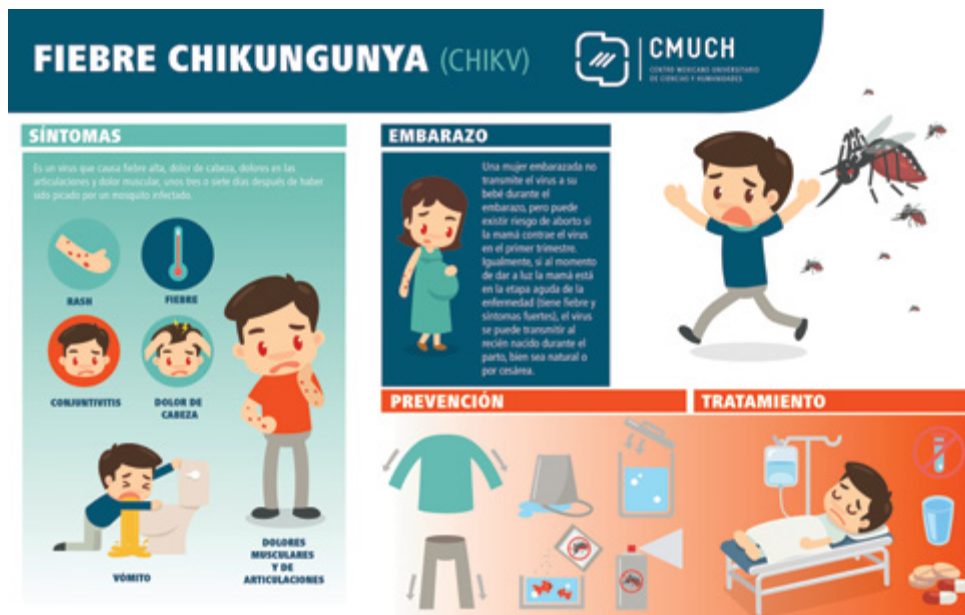 FIEBRE CHIKUNGUNYA (CHIKV)
CMUCH
CENTRO MEXICANO UNIVERSITARIO
DE CIENCIAS Y HUMANIDADES
SÍNTOMAS
Es un virus que causa fiebre alta, dolor de cabeza, dolores en las
articulaciones y dolor muscular, unos tres o siete días después de haber
sido picado por un mosquito infectado.
RASH
FIEBRE
CONJUNTIVITIS
DOLOR DE
CABEZA
VÓMITO
DOLORES
MUSCULARES
Y DE
ARTICULACIONES
EMBARAZO
Una mujer embarazada no
transmite el virus a su
bebé durante el
embarazo, pero puede
existir riesgo de aborto si
la mamá contrae el virus
en el primer trimestre.
Igualmente, si al momento
de dar a luz la mamá está
en la etapa aguda de la
enfermedad (tiene fiebre y
síntomas fuertes), el virus
se puede transmitir al
recién nacido durante el
parto, bien sea natural o
por cesárea.
PREVENCIÓN
TRATAMIENTO